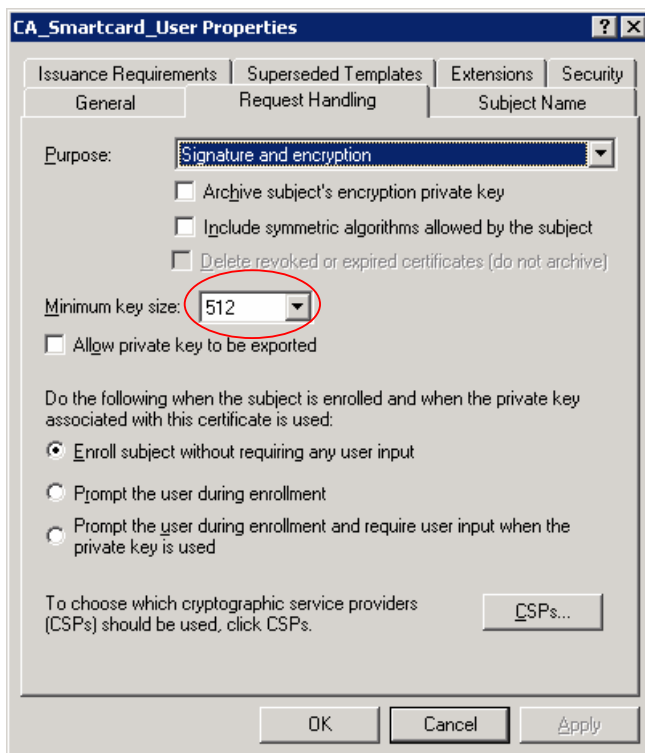 CA_Smartcard_User Properties
Issuance Requirements
Superseded Templates
Extensions
Security
General
Request Handling
Subject Name
Purpose:
Signature and encryption
Archive subject's encryption private key
Include symmetric algorithms allowed by the subject
Delete revoked or expired certificates (do not archive)
Minimum key size:
512
Allow private key to be exported
Do the following when the subject is enrolled and when the private key
associated with this certificate is used:
Enroll subject without requiring any user input
Prompt the user during enrollment
Prompt the user during enrollment and require user input when the
private key is used
To choose which cryptographic service providers
(CSPs) should be used, click CSPs.
CSPs...
OK
Cancel
Apply